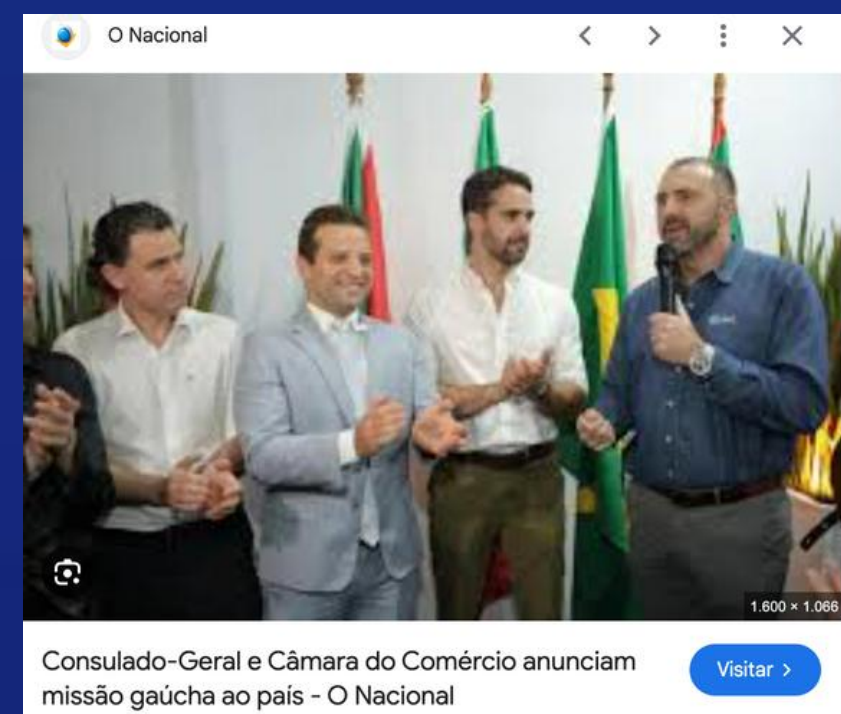 O Nacional
1.600 × 1.066
Consulado-Geral e Câmara do Comércio anunciam
missão gaúcha ao país - O Nacional
Visitar >